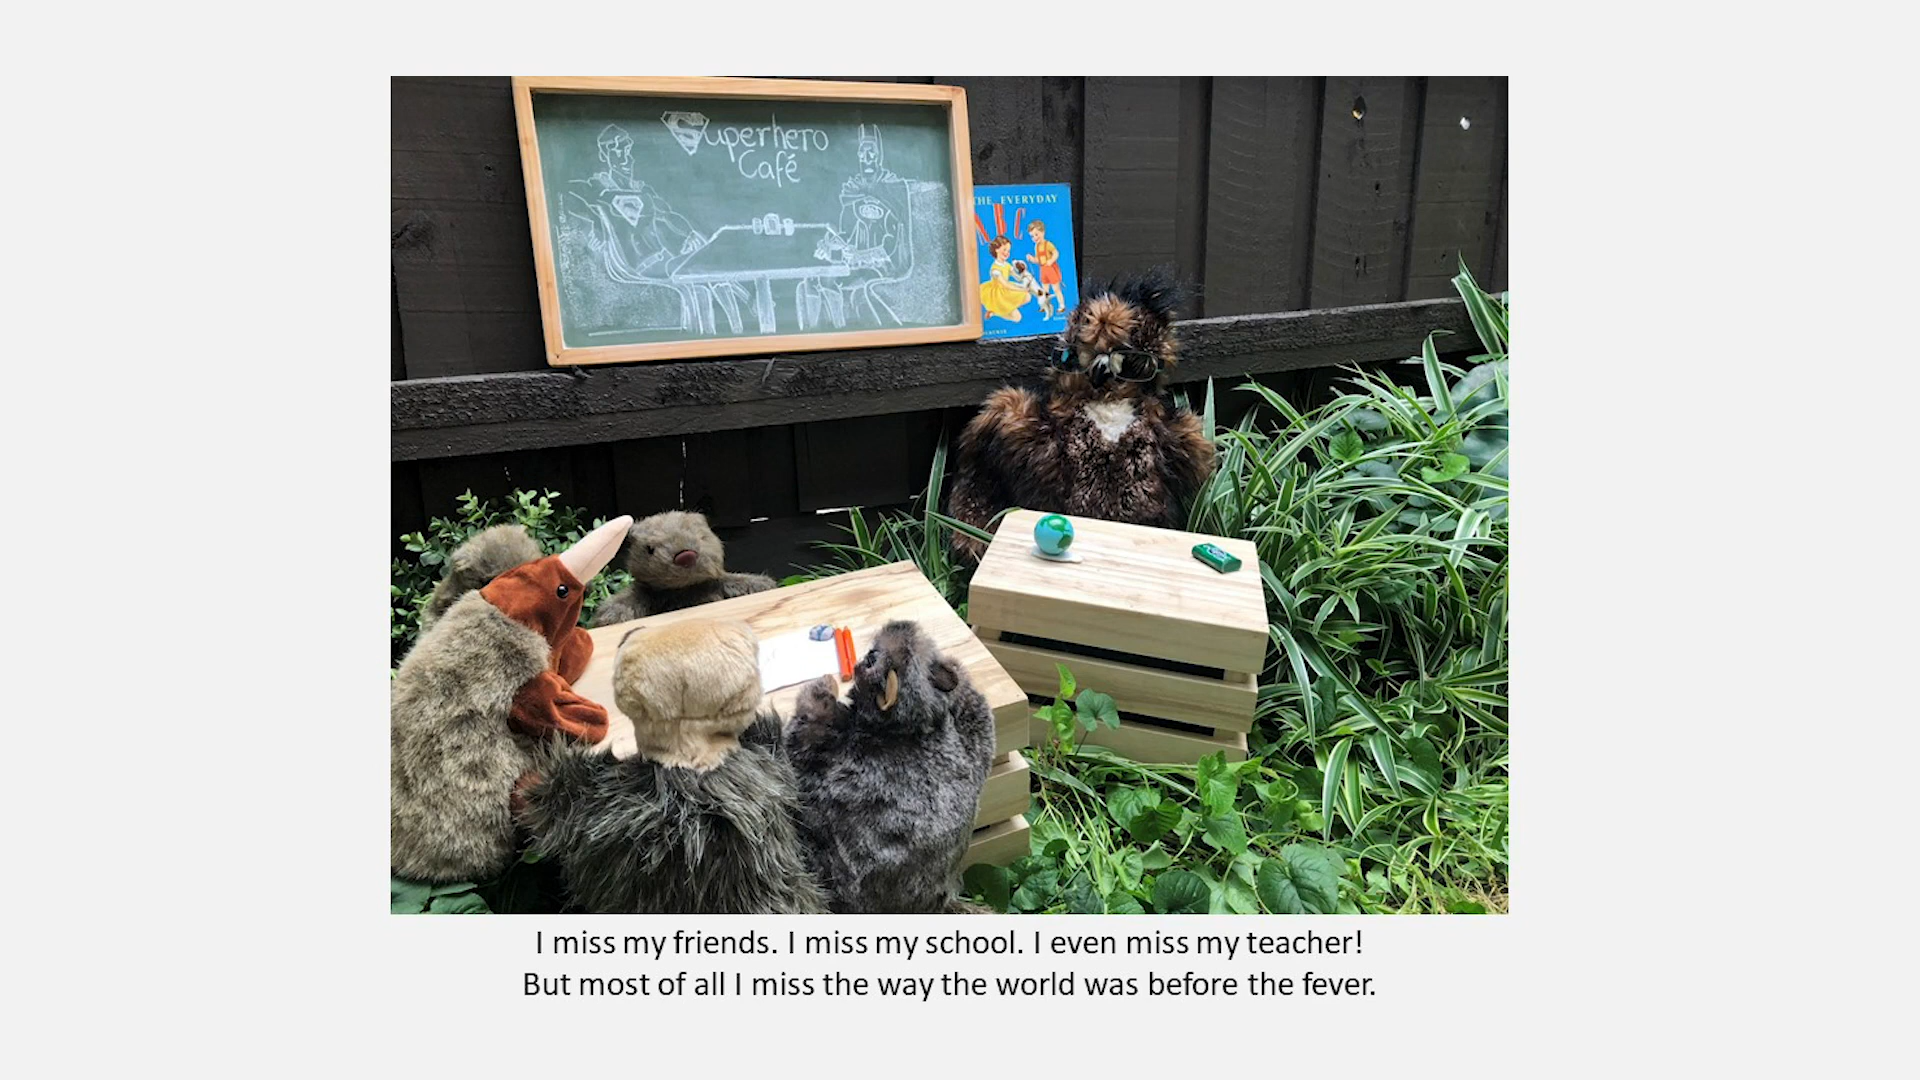 Superhero
Café
THE EVERYDAY
ABC
I miss my friends. I miss my school. I even miss my teacher!
But most of all I miss the way the world was before the fever.